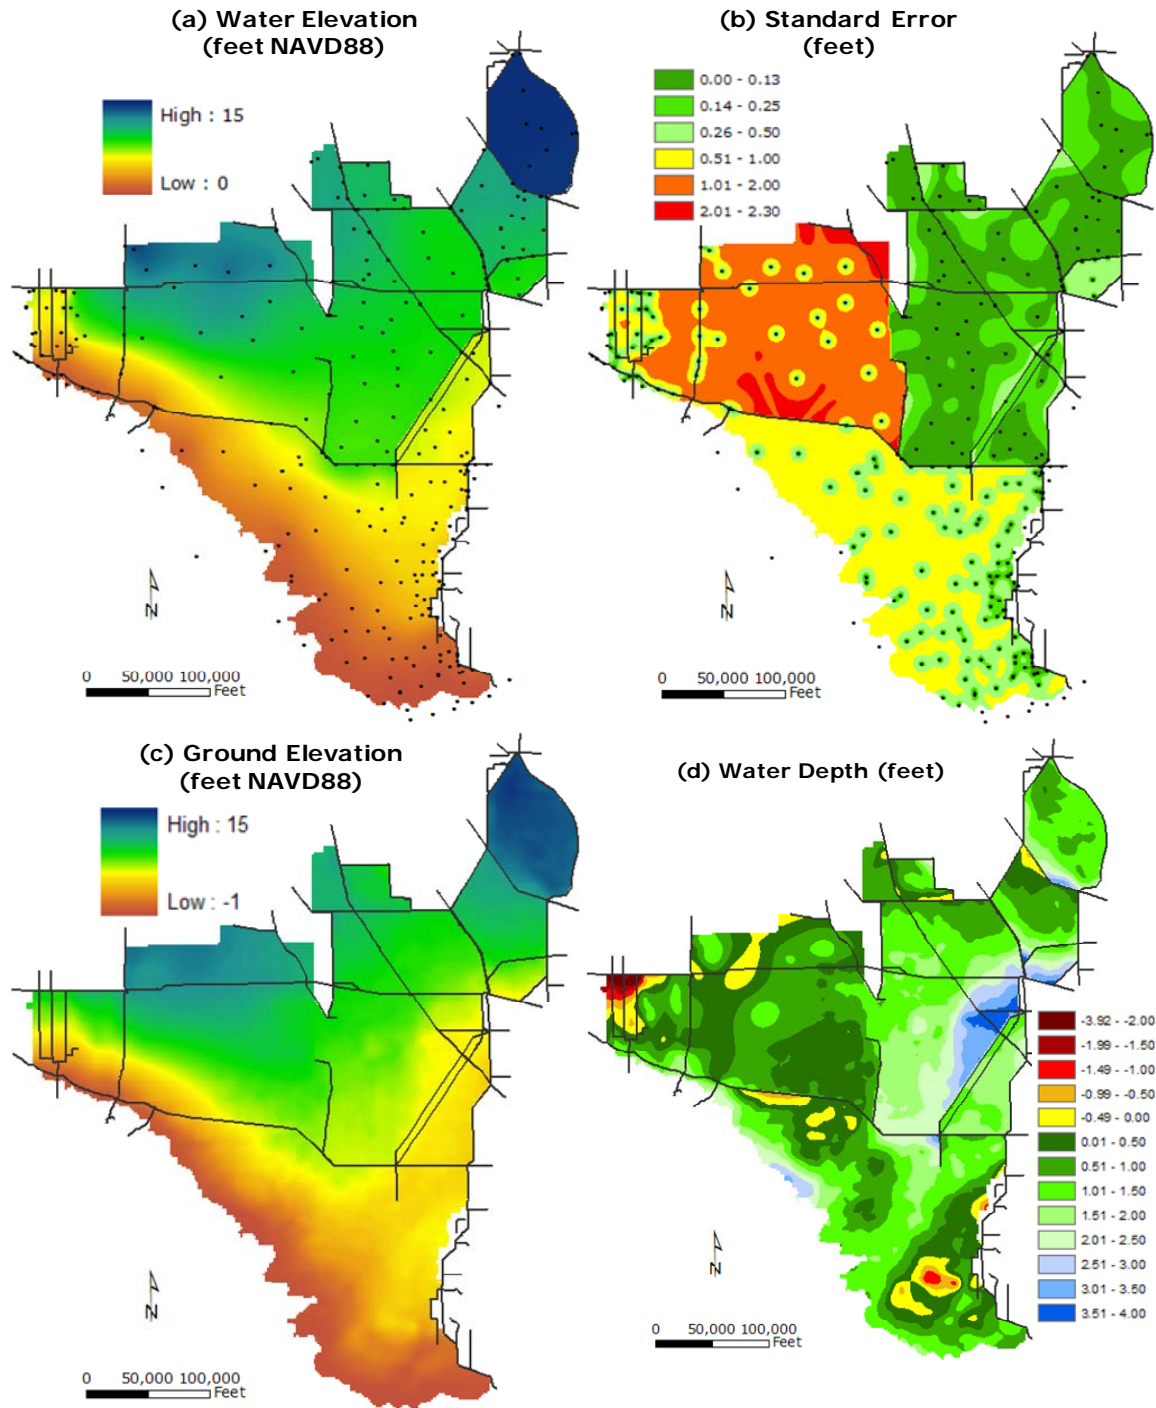 (a) Water Elevation
(feet NAVD88)
High : 15
Low : 0
N
0 50,000 100,000
Feet
(b) Standard Error
(feet)
0.00 - 0.13
0.14 - 0.25
0.26 - 0.50
0.51 - 1.00
1.01 - 2.00
2.01 - 2.30
N
0 50,000 100,000
Feet
(c) Ground Elevation
(feet NAVD88)
High : 15
Low : -1
N
0 50,000 100,000
Feet
(d) Water Depth (feet)
-3.92 - -2.00
-1.99 - -1.50
-1.49 - -1.00
-0.99 - -0.50
-0.49 - 0.00
0.01 - 0.50
0.51 - 1.00
1.01 - 1.50
1.51 - 2.00
2.01 - 2.50
2.51 - 3.00
3.01 - 3.50
3.51 - 4.00
N
0 50,000 100,000
Feet